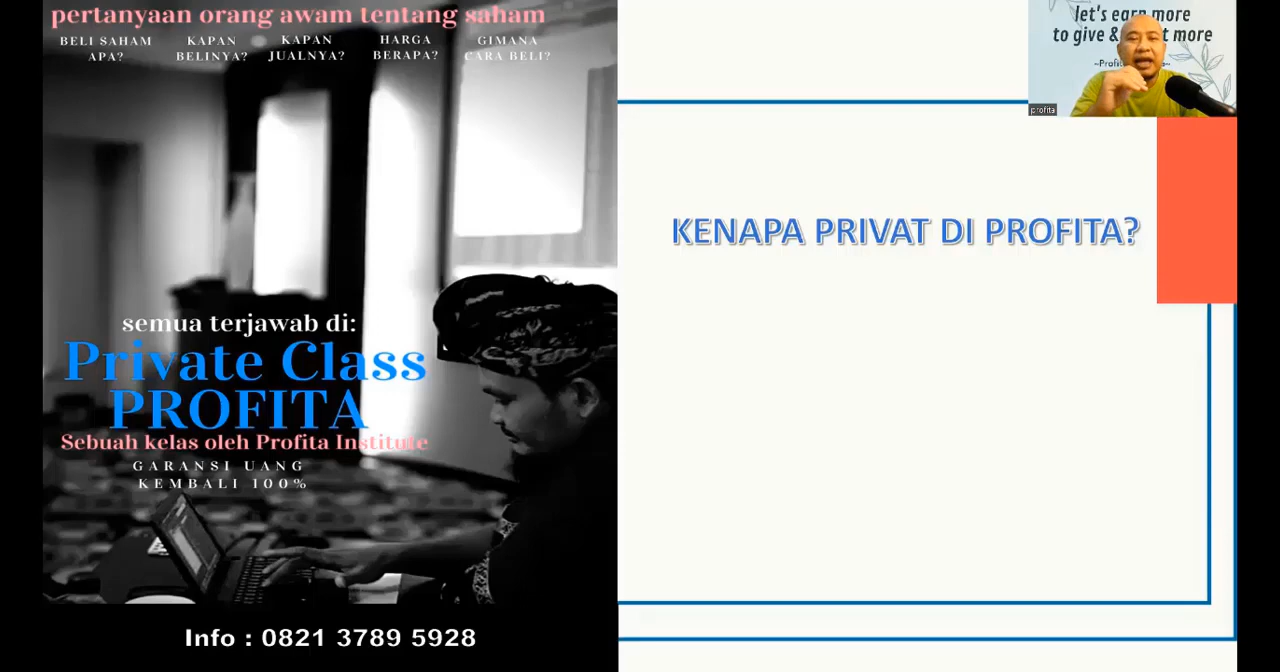 pertanyaan orang awam tentang saham
BELI SAHAM APA?
KAPAN BELINYA?
KAPAN JUALNYA?
HARGA BERAPA?
GIMANA CARA BELI?
semua terjawab di:
Private Class
PROFITA
Sebuah kelas oleh Profita Institute
GARANSI UANG
KEMBALI 100%
Info : 0821 3789 5928
KENAPA PRIVAT DI PROFITA?
let's earn more
to give & more
profita